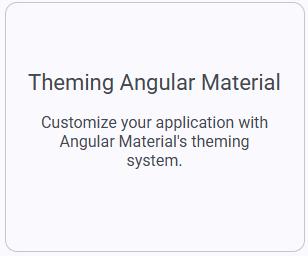 Theming Angular Material
Customize your application with
Angular Material's theming
system.